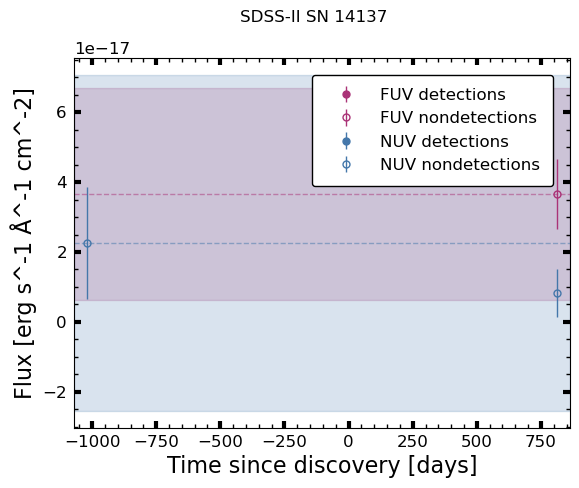 SDSS-II SN 14137
1e−17
FUV detections
FUV nondetections
NUV detections
NUV nondetections
6
4
2
0
−2
Flux [erg s^-1 Å^-1 cm^-2]
−1000 −750 −500 −250 0 250 500 750
Time since discovery [days]